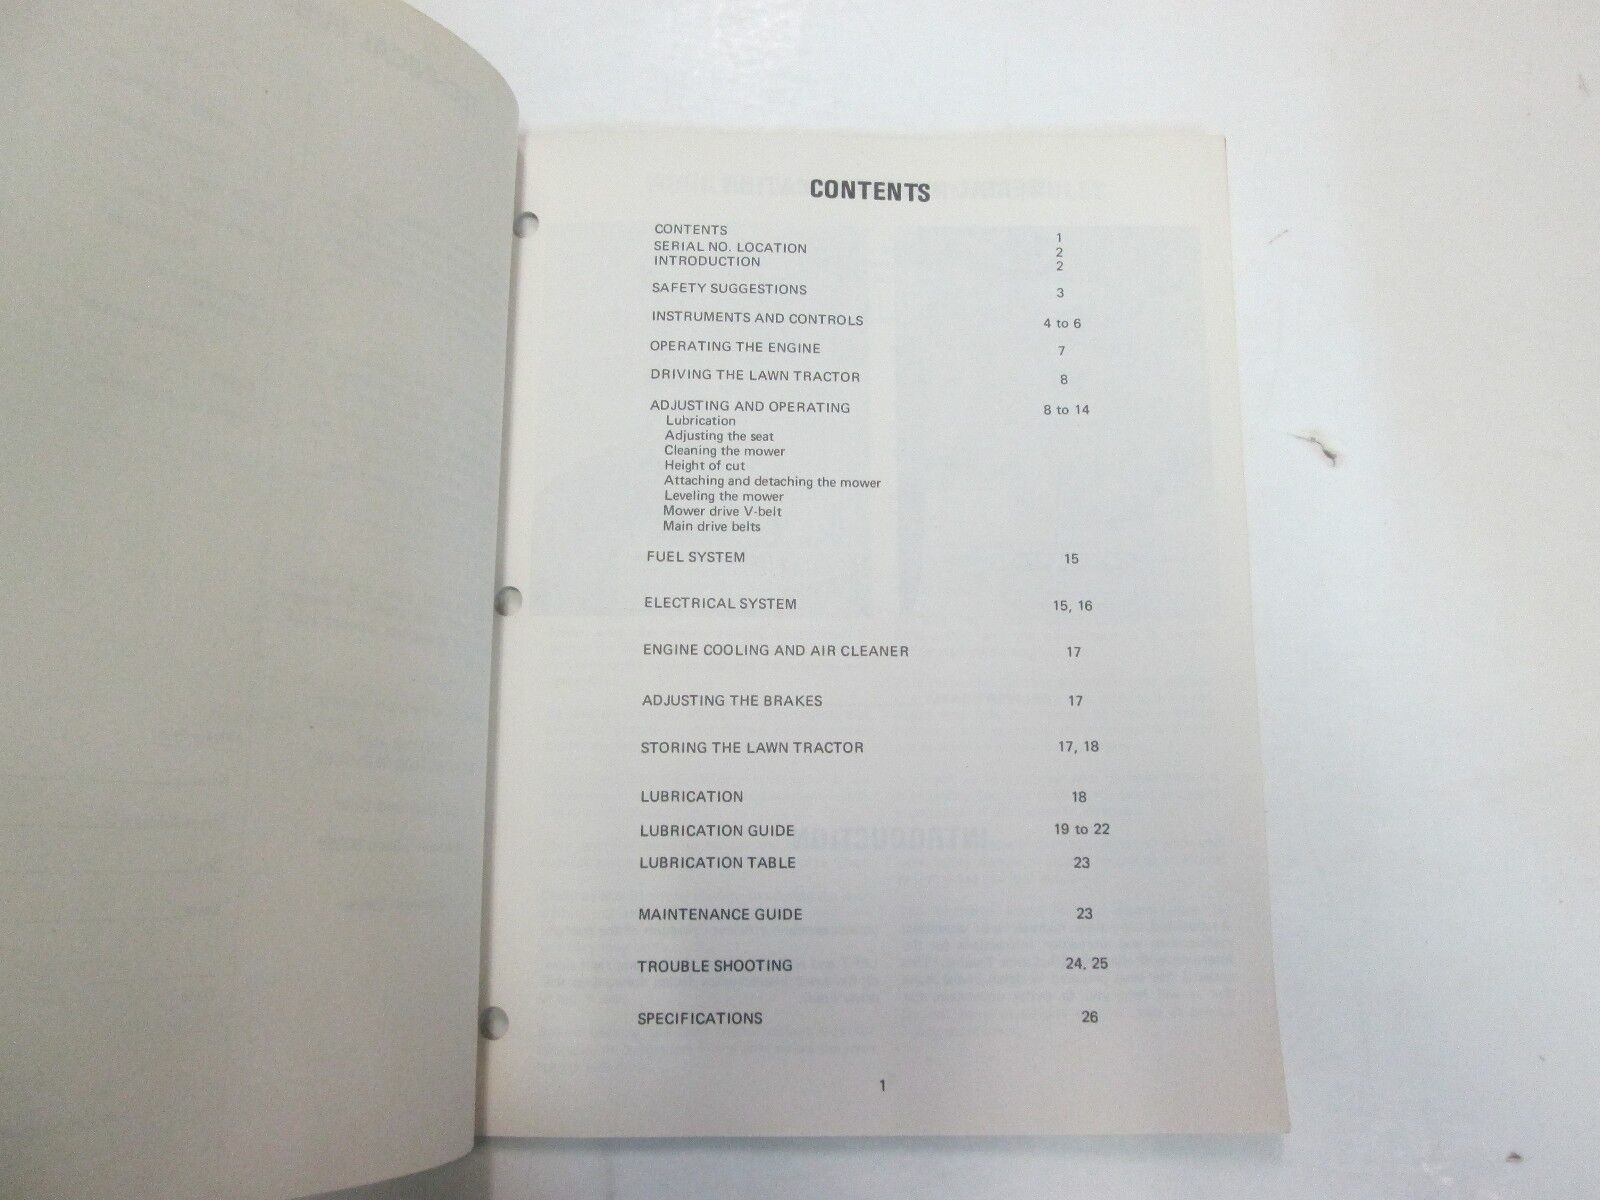 CONTENTS
CONTENTS 1
SERIAL NO. LOCATION 2
INTRODUCTION 2
SAFETY SUGGESTIONS 3
INSTRUMENTS AND CONTROLS 4 to 6
OPERATING THE ENGINE 7
DRIVING THE LAWN TRACTOR 8
ADJUSTING AND OPERATING 8 to 14
Lubrication
Adjusting the seat
Cleaning the mower
Height of cut
Attaching and detaching the mower
Leveling the mower
Mower drive V-belt
Main drive belts
FUEL SYSTEM 15
ELECTRICAL SYSTEM 15, 16
ENGINE COOLING AND AIR CLEANER 17
ADJUSTING THE BRAKES 17
STORING THE LAWN TRACTOR 17, 18
LUBRICATION 18
LUBRICATION GUIDE 19 to 22
LUBRICATION TABLE 23
MAINTENANCE GUIDE 23
TROUBLE SHOOTING 24, 25
SPECIFICATIONS 26
1